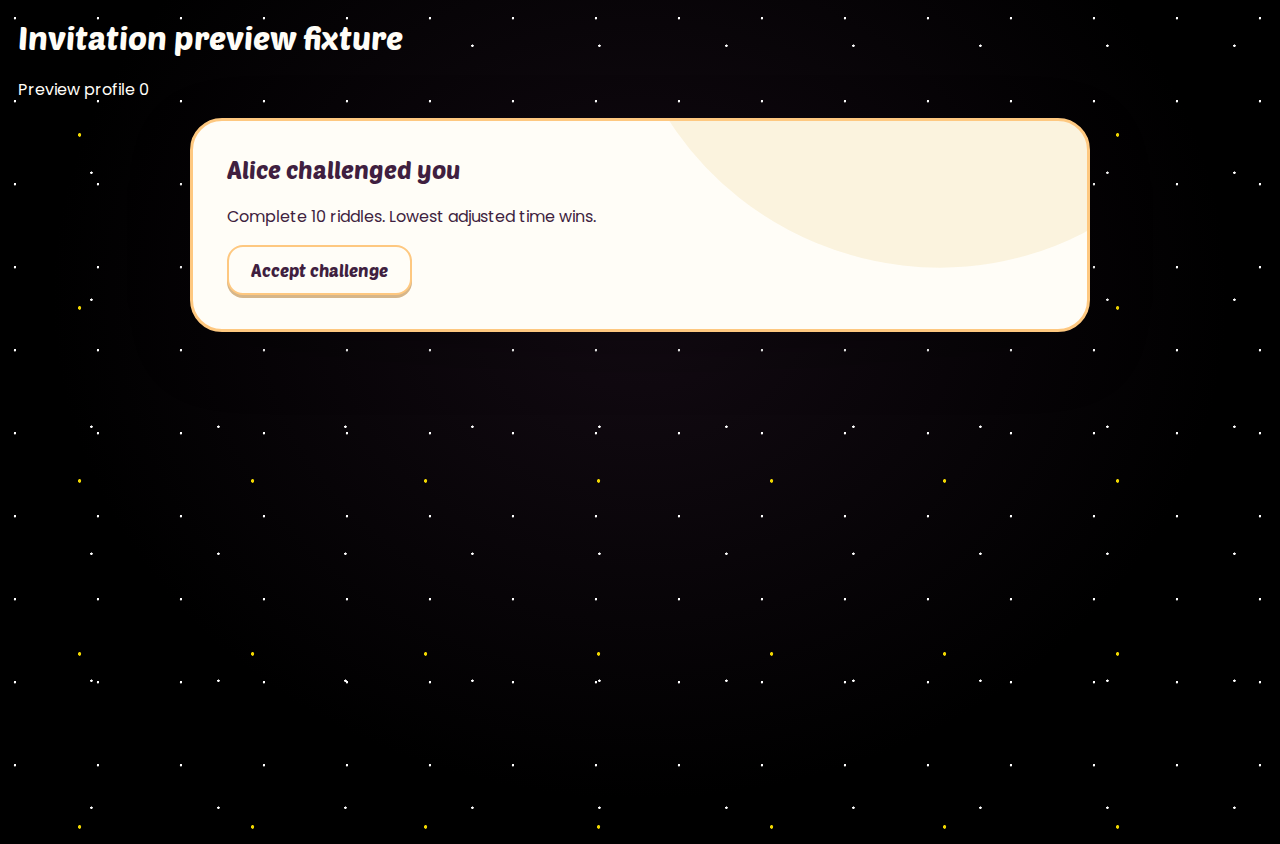 Invitation preview fixture
Preview profile 0
Alice challenged you
Complete 10 riddles. Lowest adjusted time wins.
Accept challenge